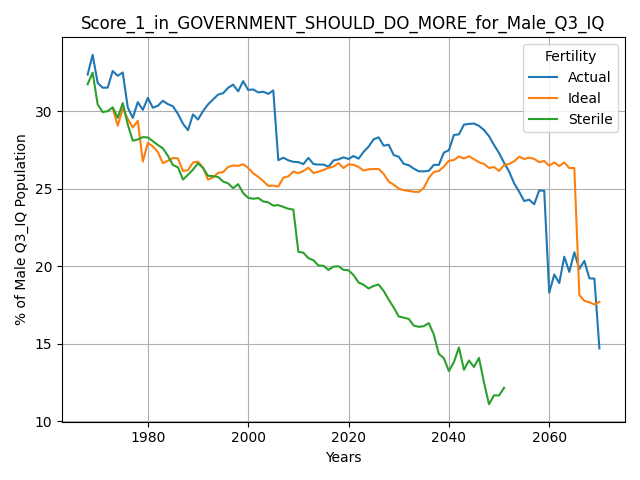 Score_1_in_GOVERNMENT_SHOULD_DO_MORE_for_Male_Q3_IQ
Fertility
Actual
Ideal
Sterile
% of Male Q3_IQ Population
30
25
20
15
10
1980
2000
2020
2040
2060
Years